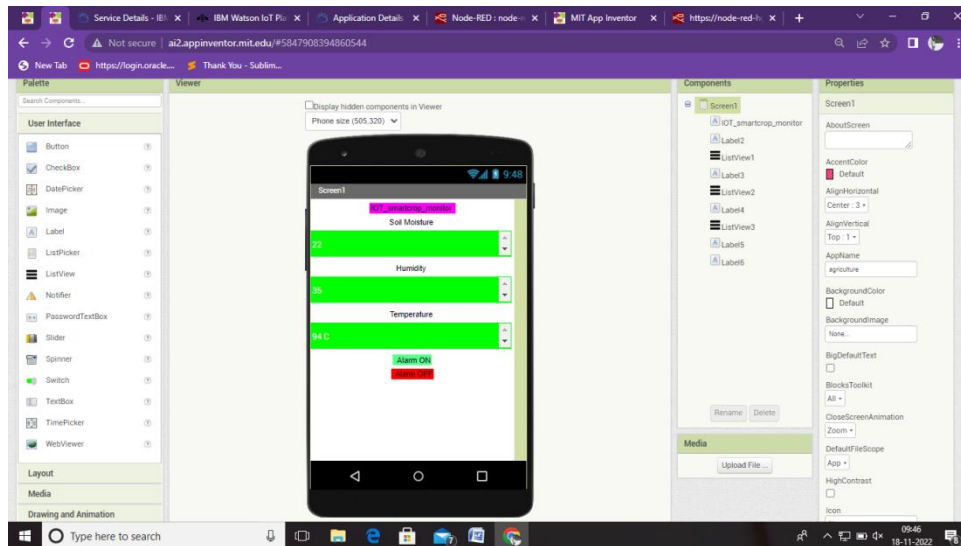 Service Details - IB
IBM Watson IoT Pla
Application Details
Node-RED : node-r
MIT App Inventor
https://node-red-h
Not secure
ai2.appinventor.mit.edu/#5847908394860544
New Tab
https://login.oracle....
Thank You - Sublim...
Palette
Viewer
Components
Properties
Search Components...
User Interface
Button
CheckBox
DatePicker
Image
Label
ListPicker
ListView
Notifier
PasswordTextBox
Slider
Spinner
Switch
TextBox
TimePicker
WebViewer
Layout
Media
Drawing and Animation
Display hidden components in Viewer
Phone size (505,320)
9:48
Screen1
IOT_smartcrop_monitor
Soil Moisture
22
Humidity
35
Temperature
94 C
Alarm ON
Alarm OFF
Screen1
IOT_smartcrop_monitor
Label2
ListView1
Label3
ListView2
Label4
ListView3
Label5
Label6
Rename
Delete
Media
Upload File ...
Screen1
AboutScreen
AccentColor
Default
AlignHorizontal
Center : 3
AlignVertical
Top : 1
AppName
agriculture
BackgroundColor
Default
BackgroundImage
None...
BigDefaultText
BlocksToolkit
All
CloseScreenAnimation
Zoom
DefaultFileScope
App
HighContrast
Icon
Type here to search
09:46
18-11-2022